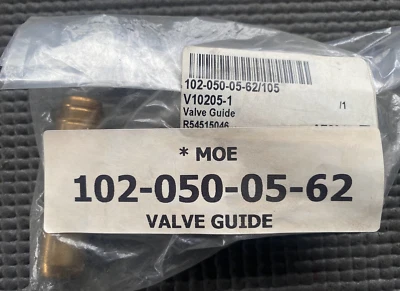 102-050-05-62/105
V10205-1
/1
Valve Guide
R54515046
* MOE
102-050-05-62
VALVE GUIDE